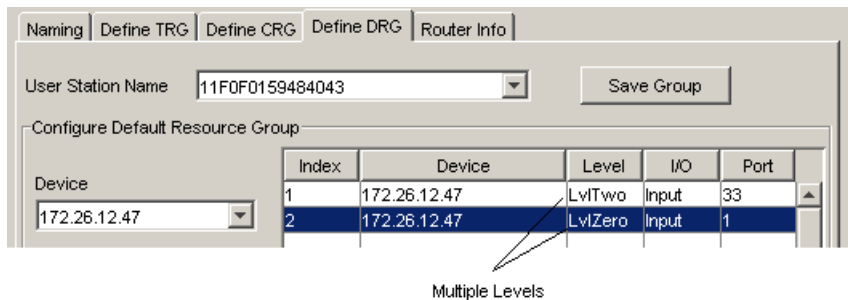 Naming Define TRG Define CRG Define DRG Router Info
User Station Name 11F0F0159484043 Save Group
Configure Default Resource Group
Index Device Level I/O Port
Device
1 172.26.12.47 LvlTwo Input 33
172.26.12.47
2 172.26.12.47 LvlZero Input 1
Multiple Levels